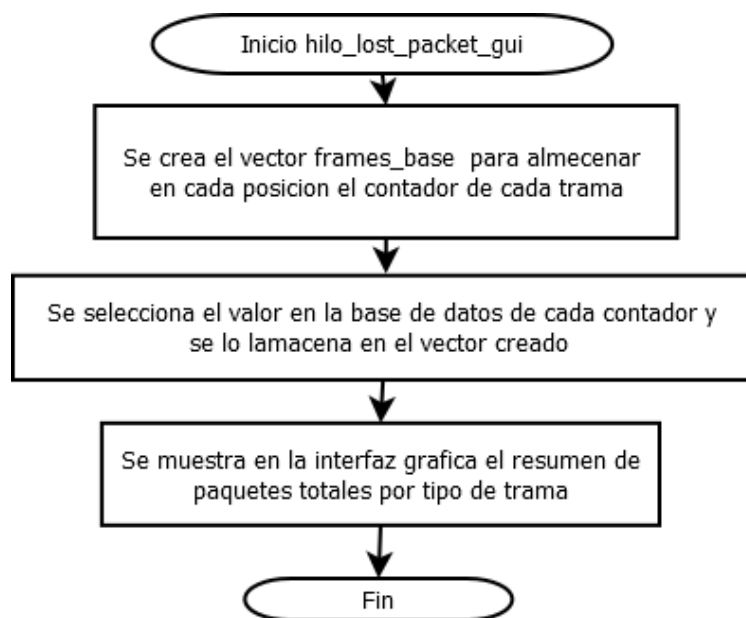 Inicio hilo_lost_packet_gui
Se crea el vector frames_base para almecenar
en cada posicion el contador de cada trama
Se selecciona el valor en la base de datos de cada contador y
se lo lamacena en el vector creado
Se muestra en la interfaz grafica el resumen de
paquetes totales por tipo de trama
Fin